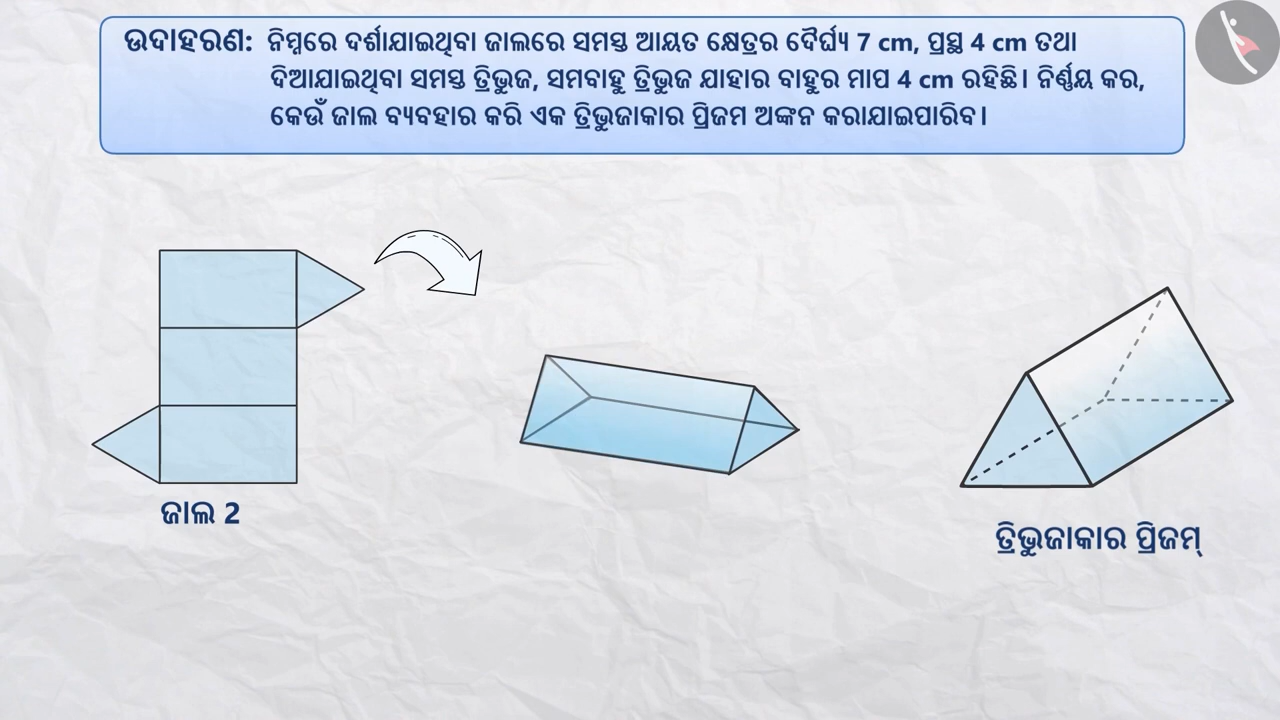 ଉଦାହରଣ: ନିମ୍ନରେ ଦର୍ଶାଯାଇଥିବା ଜାଲରେ ସମସ୍ତ ଆୟତ କ୍ଷେତ୍ରର ଦୈର୍ଘ୍ୟ 7 cm, ପ୍ରସ୍ଥ 4 cm ତଥା
ଦିଆଯାଇଥିବା ସମସ୍ତ ତ୍ରିଭୁଜ, ସମବାହୁ ତ୍ରିଭୁଜ ଯାହାର ବାହୁର ମାପ 4 cm ରହିଛି। ନିର୍ଣ୍ଣୟ କର,
କେଉଁ ଜାଲ ବ୍ୟବହାର କରି ଏକ ତ୍ରିଭୁଜାକାର ପ୍ରିଜମ ଅଙ୍କନ କରାଯାଇପାରିବ।
ଜାଲ 2
ତ୍ରିଭୁଜାକାର ପ୍ରିଜମ୍